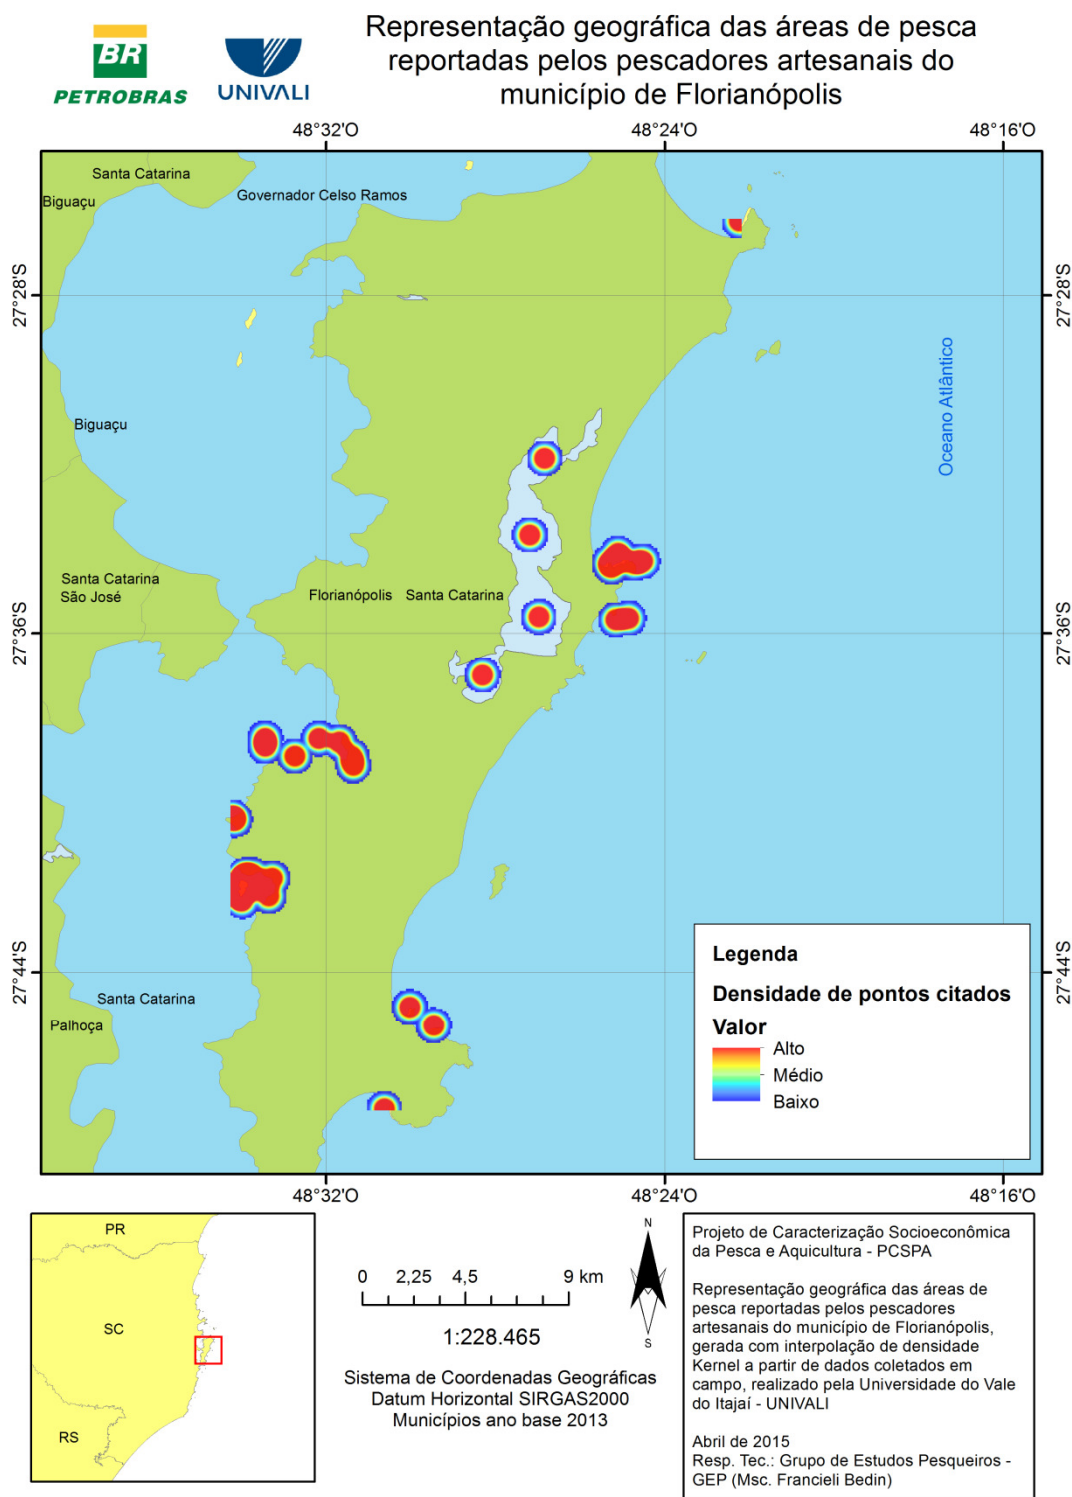 BR
PETROBRAS
UNIVALI
Representação geográfica das áreas de pesca
reportadas pelos pescadores artesanais do
município de Florianópolis
48°32'O
48°24'O
48°16'O
Santa Catarina
Biguaçu
Governador Celso Ramos
27°28'S
27°28'S
Oceano Atlântico
Biguaçu
Santa Catarina
São José
Florianópolis
Santa Catarina
27°36'S
27°36'S
27°44'S
27°44'S
Santa Catarina
Palhoça
Legenda
Densidade de pontos citados
Valor
Alto
Médio
Baixo
48°32'O
48°24'O
48°16'O
PR
SC
RS
0 2,25 4,5 9 km
1:228.465
Sistema de Coordenadas Geográficas
Datum Horizontal SIRGAS2000
Municípios ano base 2013
N
S
Projeto de Caracterização Socioeconômica
da Pesca e Aquicultura - PCSPA
Representação geográfica das áreas de
pesca reportadas pelos pescadores
artesanais do município de Florianópolis,
gerada com interpolação de densidade
Kernel a partir de dados coletados em
campo, realizado pela Universidade do Vale
do Itajaí - UNIVALI
Abril de 2015
Resp. Tec.: Grupo de Estudos Pesqueiros -
GEP (Msc. Francieli Bedin)